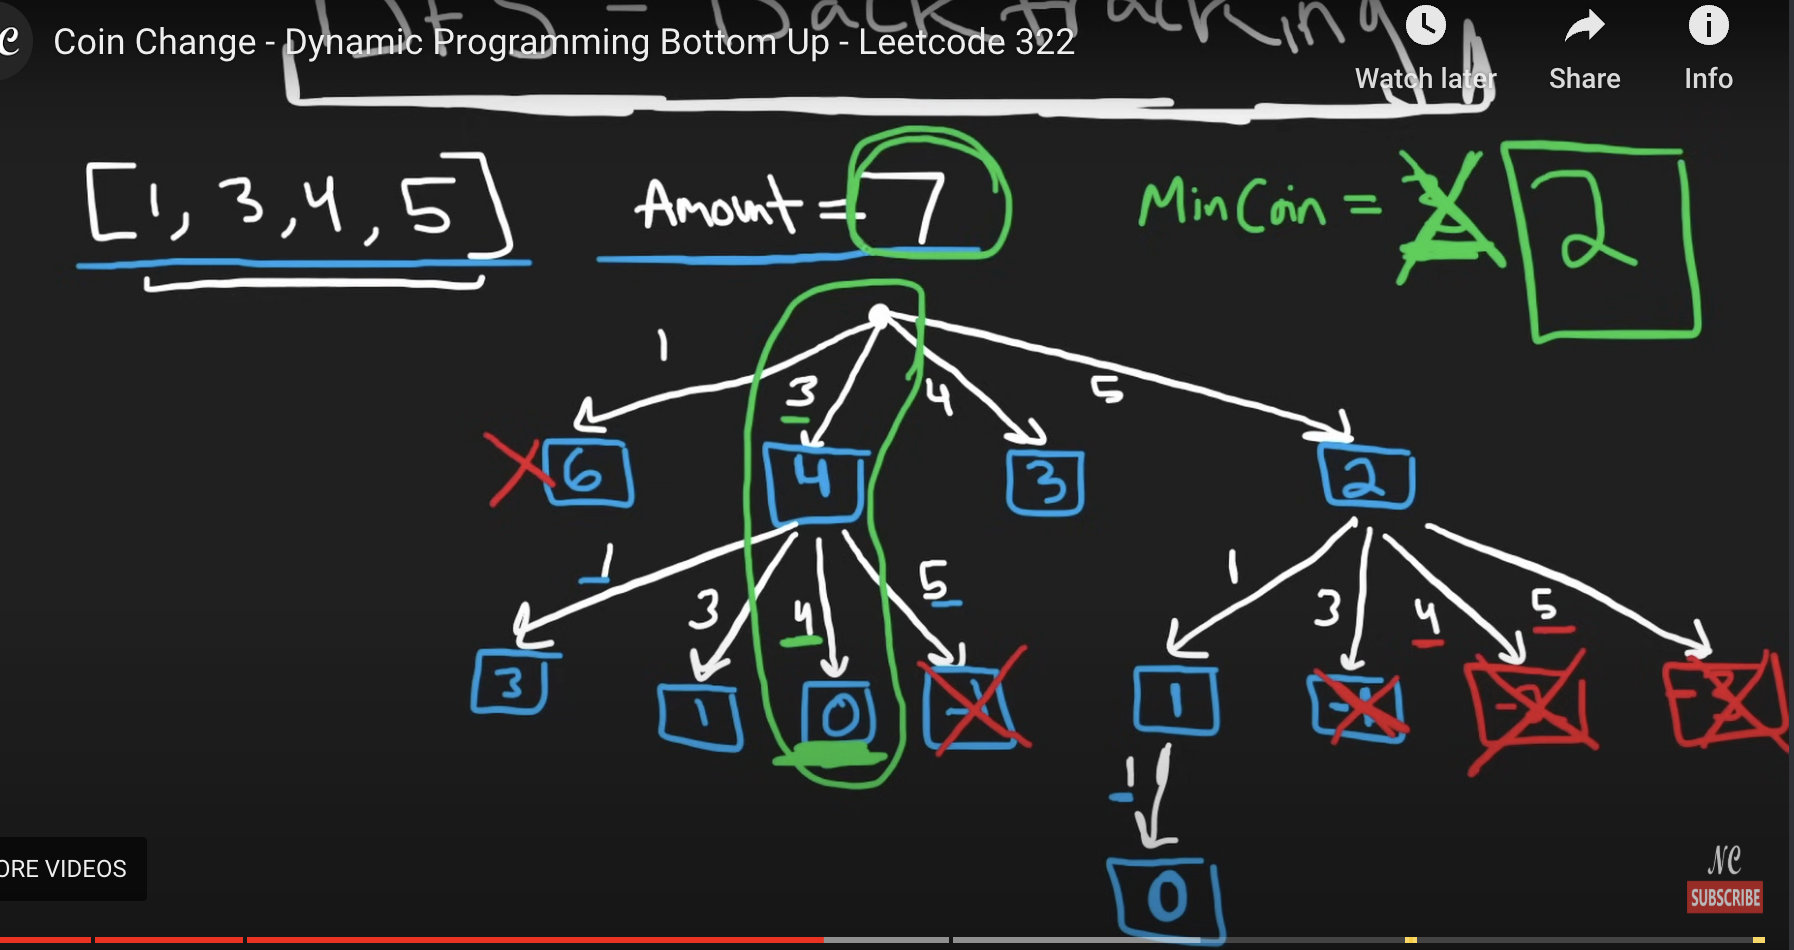 DFS = Backtracking
Coin Change - Dynamic Programming Bottom Up - Leetcode 322
Watch later
Share
Info
[1, 3, 4, 5]
Amount = 7
MinCoin =
2
1
3
4
5
6
4
3
2
1
3
4
5
1
3
4
5
3
1
0
-1
1
-1
-2
-3
1
0
ORE VIDEOS
NC
SUBSCRIBE